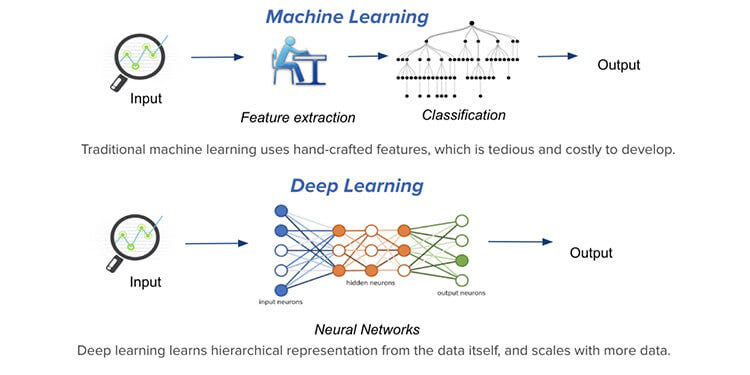 Machine Learning
Input
Output
Feature extraction
Classification
Traditional machine learning uses hand-crafted features, which is tedious and costly to develop.
Deep Learning
Input
input neurons
hidden neurons
output neurons
Output
Neural Networks
Deep learning learns hierarchical representation from the data itself, and scales with more data.